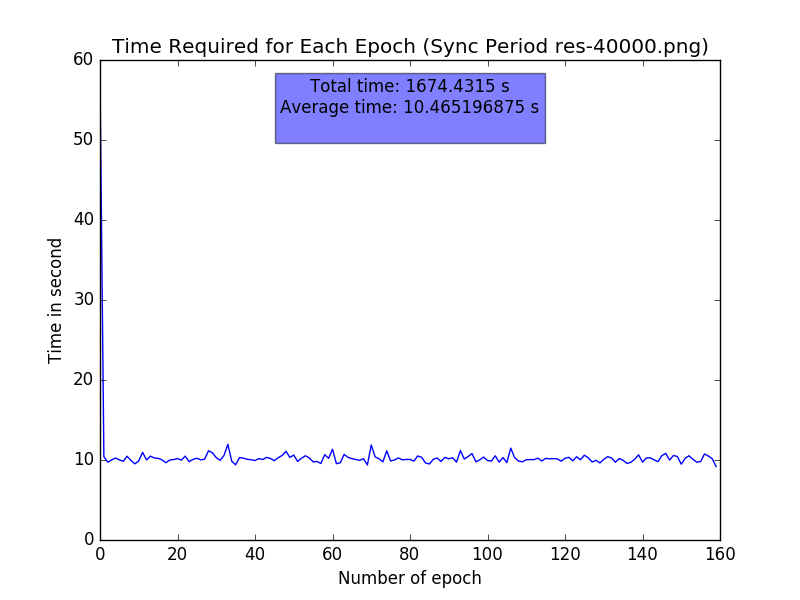 Time Required for Each Epoch (Sync Period res-40000.png)
Total time: 1674.4315 s
Average time: 10.465196875 s
60
50
40
30
20
10
0
Time in second
0 20 40 60 80 100 120 140 160
Number of epoch